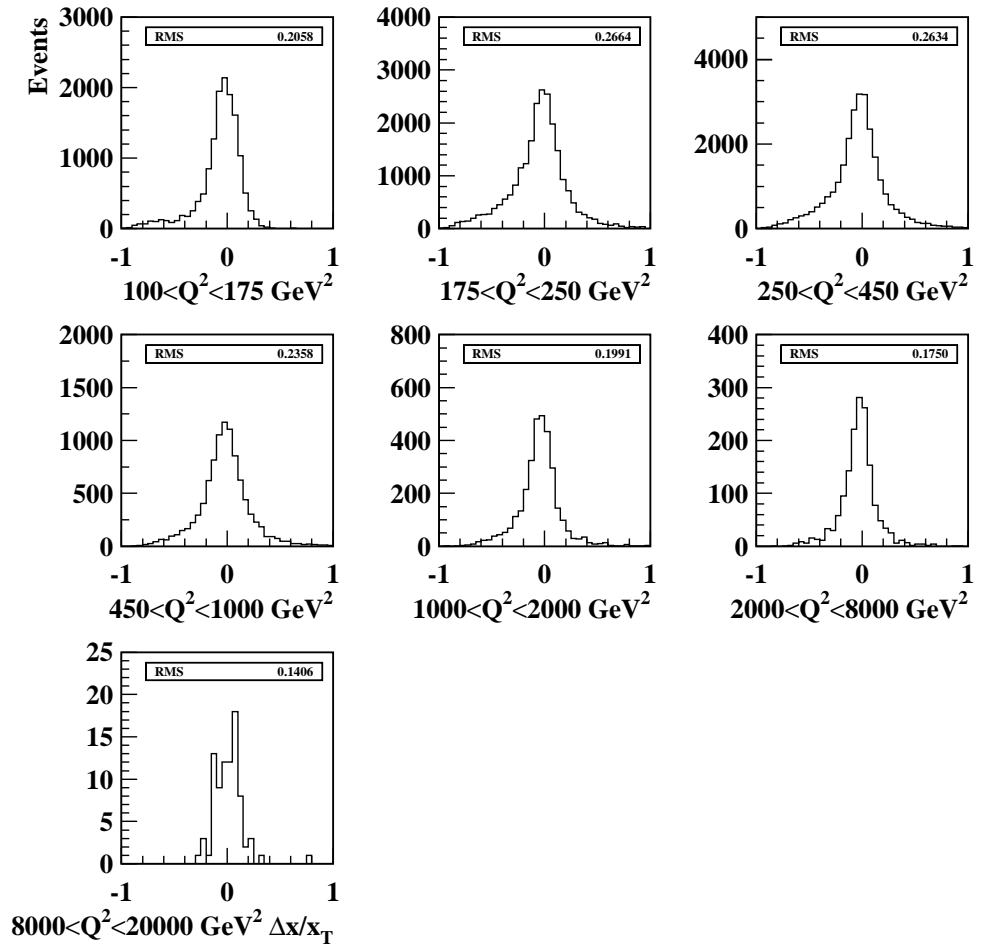 Events
3000
2000
1000
0
RMS 0.2058
-1 0 1
100<Q²<175 GeV²
4000
3000
2000
1000
0
RMS 0.2664
-1 0 1
175<Q²<250 GeV²
4000
2000
0
RMS 0.2634
-1 0 1
250<Q²<450 GeV²
2000
1500
1000
500
0
RMS 0.2358
-1 0 1
450<Q²<1000 GeV²
800
600
400
200
0
RMS 0.1991
-1 0 1
1000<Q²<2000 GeV²
400
300
200
100
0
RMS 0.1750
-1 0 1
2000<Q²<8000 GeV²
25
20
15
10
5
0
RMS 0.1406
-1 0 1
8000<Q²<20000 GeV² Δx/x_T